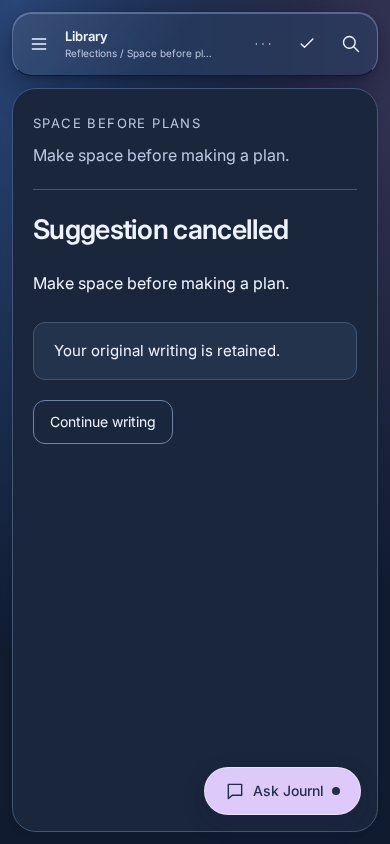 Library
Reflections / Space before pl...
SPACE BEFORE PLANS
Make space before making a plan.
Suggestion cancelled
Make space before making a plan.
Your original writing is retained.
Continue writing
Ask Journl